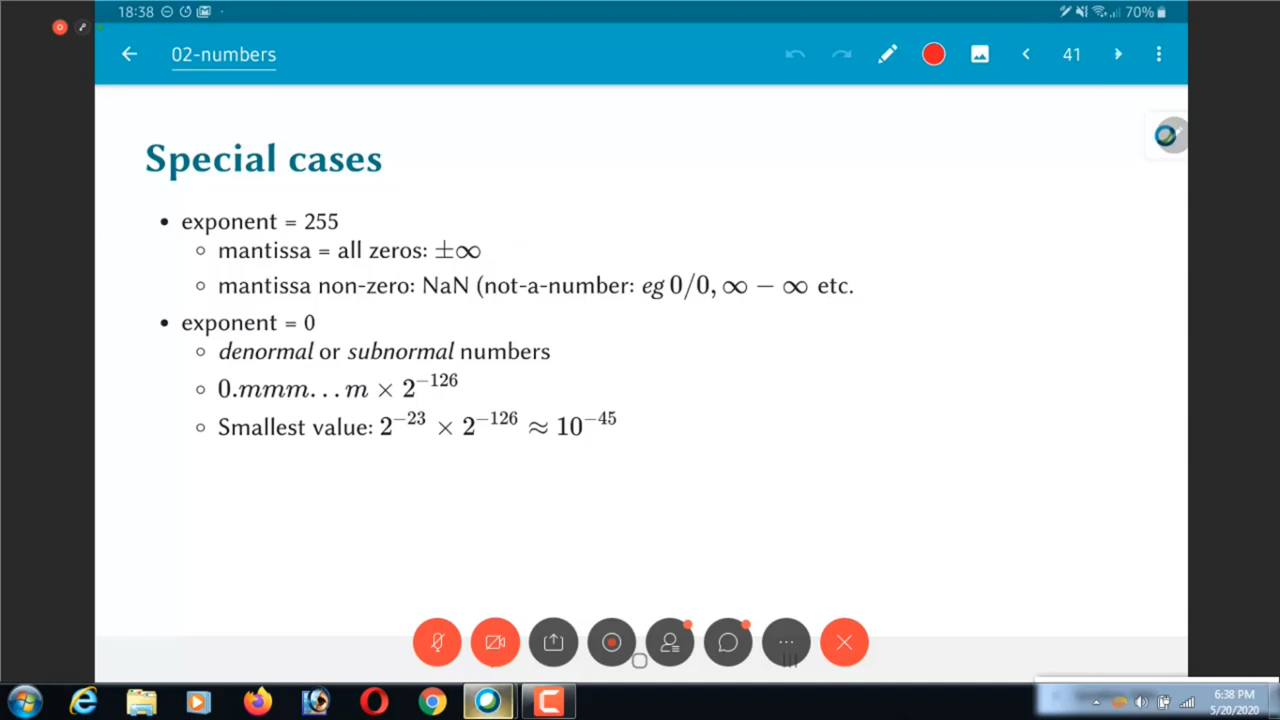 18:38
70%
02-numbers
41
Special cases
• exponent = 255
◦ mantissa = all zeros: ±∞
◦ mantissa non-zero: NaN (not-a-number: eg 0/0, ∞ − ∞ etc.
• exponent = 0
◦ denormal or subnormal numbers
◦ 0.mmm...m × 2⁻¹²⁶
◦ Smallest value: 2⁻²³ × 2⁻¹²⁶ ≈ 10⁻⁴⁵
6:38 PM
5/20/2020